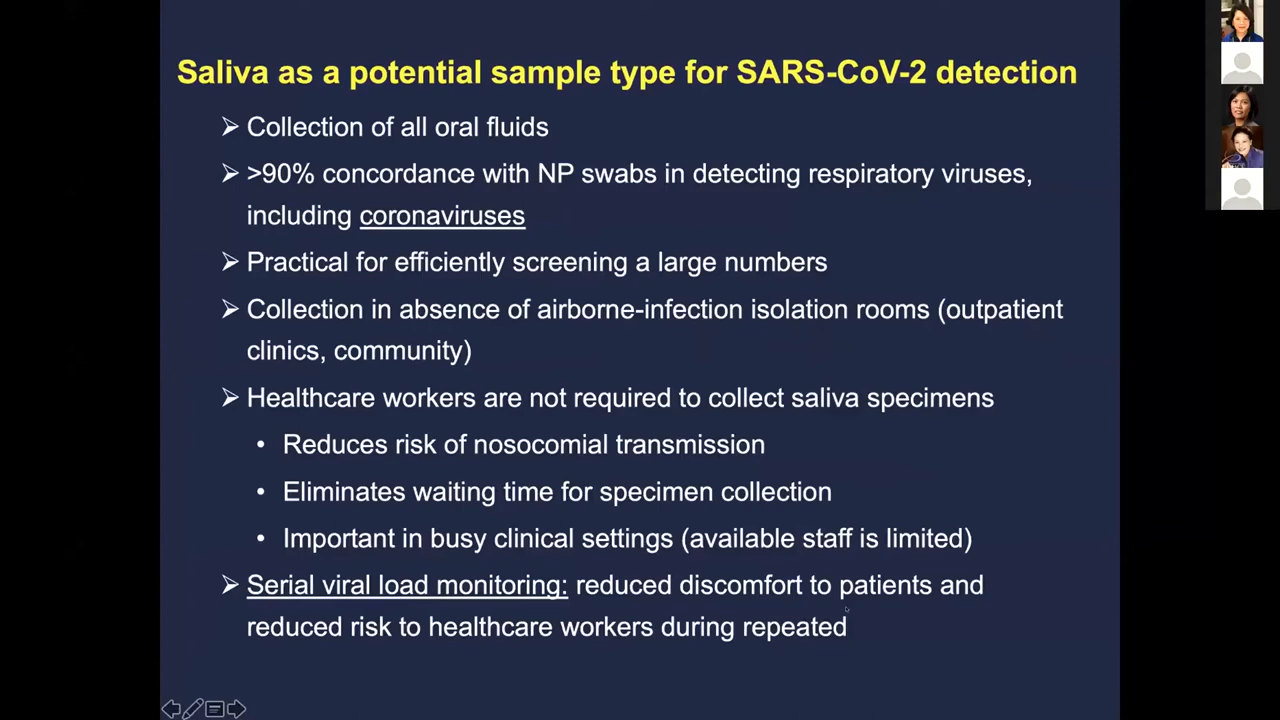 Saliva as a potential sample type for SARS-CoV-2 detection
➢ Collection of all oral fluids
➢ >90% concordance with NP swabs in detecting respiratory viruses,
including coronaviruses
➢ Practical for efficiently screening a large numbers
➢ Collection in absence of airborne-infection isolation rooms (outpatient
clinics, community)
➢ Healthcare workers are not required to collect saliva specimens
• Reduces risk of nosocomial transmission
• Eliminates waiting time for specimen collection
• Important in busy clinical settings (available staff is limited)
➢ Serial viral load monitoring: reduced discomfort to patients and
reduced risk to healthcare workers during repeated